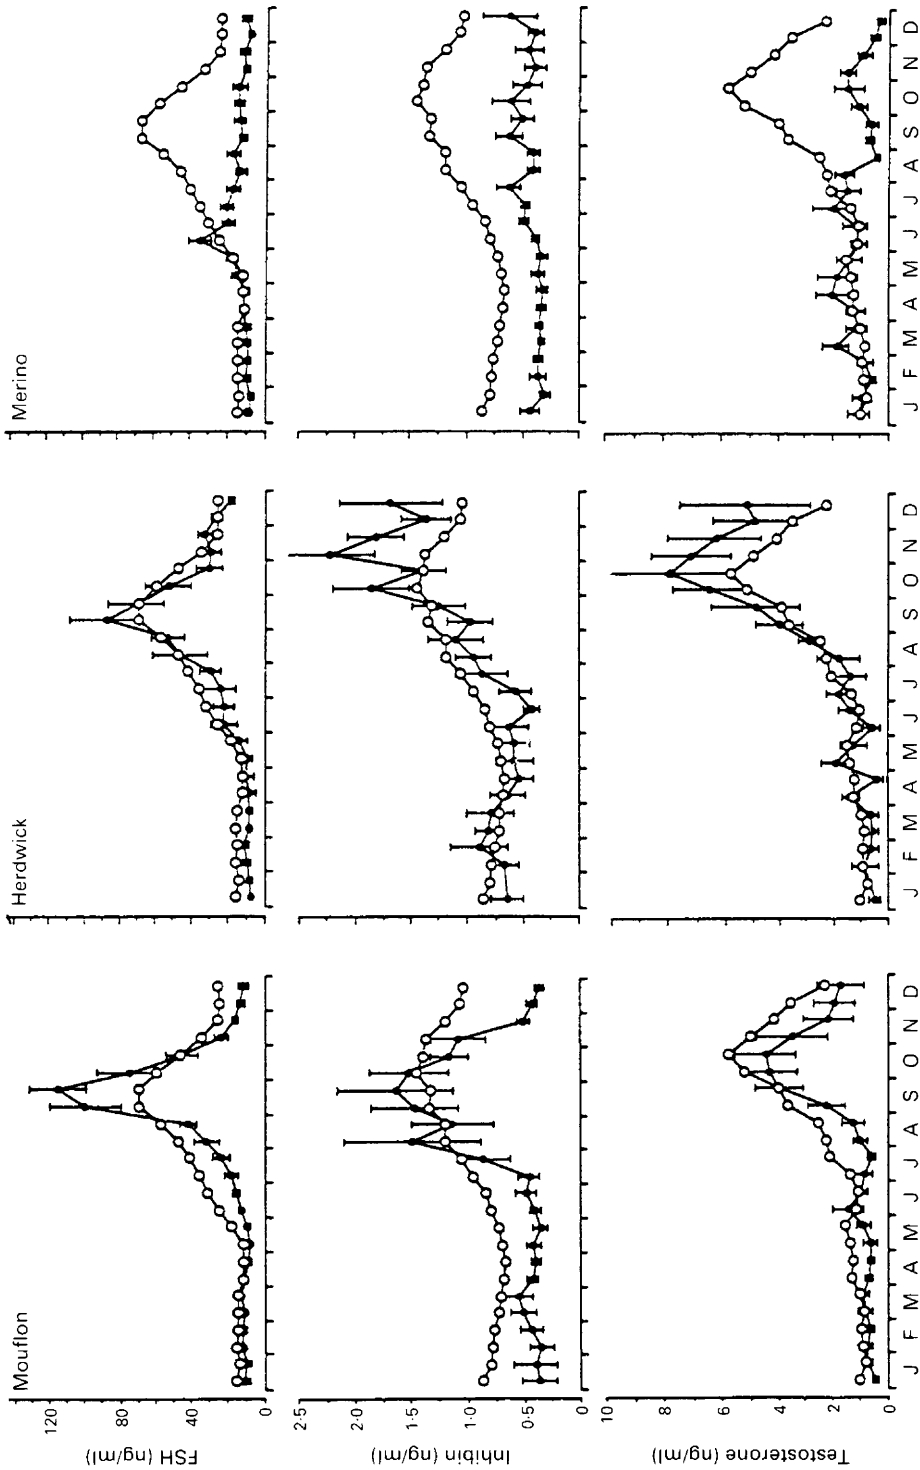 Mouflon
Herdwick
Merino
FSH (ng/ml)
120
80
40
0
Inhibin (ng/ml)
2·5
2·0
1·5
1·0
0·5
Testosterone (ng/ml)
10
8
6
4
2
0
J F M A M J J A S O N D
J F M A M J J A S O N D
J F M A M J J A S O N D